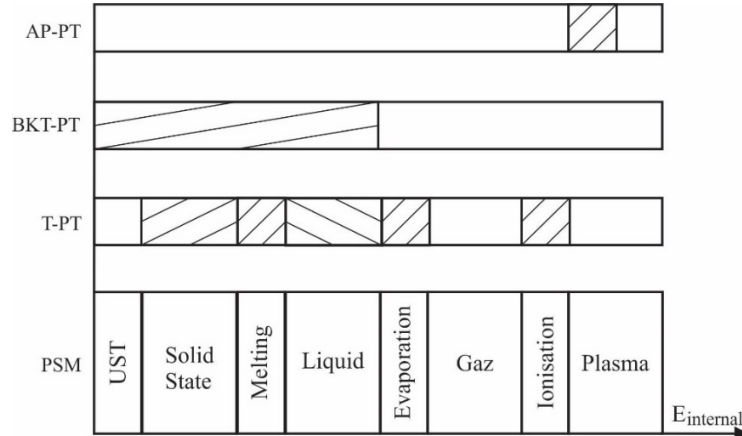 AP-PT
BKT-PT
T-PT
PSM
UST
Solid
State
Melting
Liquid
Evaporation
Gaz
Ionisation
Plasma
Einternal